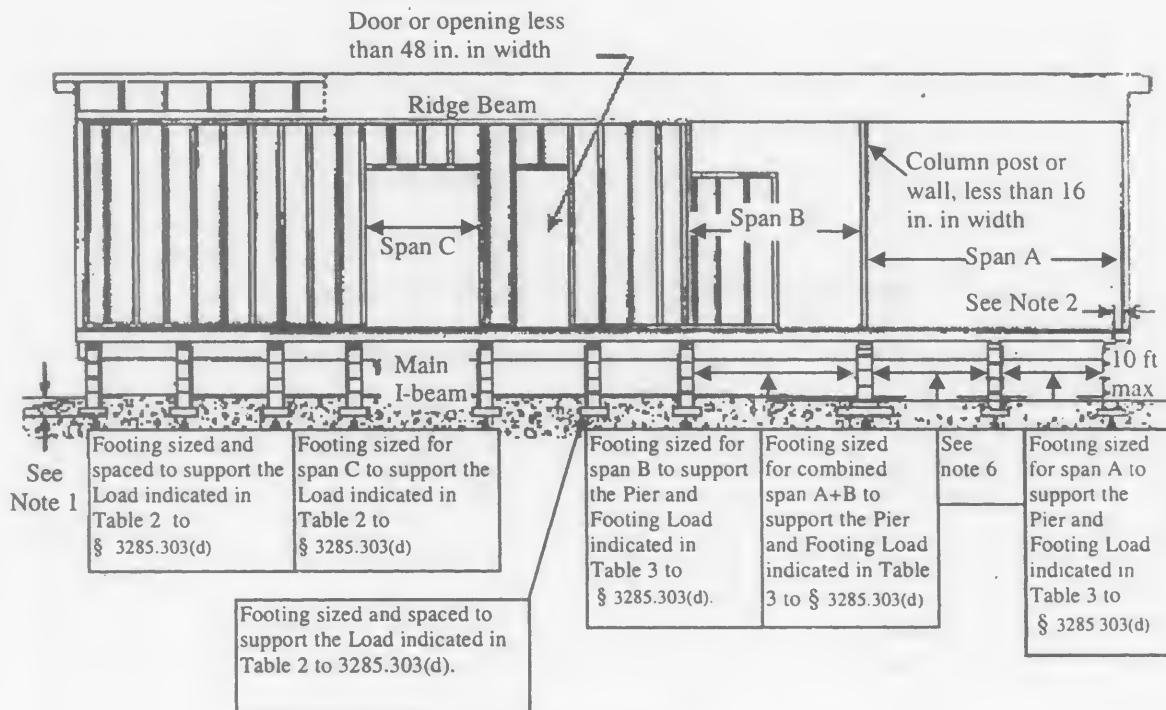 Door or opening less
than 48 in. in width
Ridge Beam
Column post or
wall, less than 16
in. in width
Span C
Span B
Span A
See Note 2
Main
I-beam
10 ft
max
See
Note 1
Footing sized and
spaced to support the
Load indicated in
Table 2 to
§ 3285.303(d)
Footing sized for
span C to support the
Load indicated in
Table 2 to
§ 3285.303(d)
Footing sized and spaced to
support the Load indicated in
Table 2 to 3285.303(d).
Footing sized for
span B to support
the Pier and
Footing Load
indicated in
Table 3 to
§ 3285.303(d).
Footing sized
for combined
span A+B to
support the Pier
and Footing Load
indicated in Table
3 to § 3285.303(d)
See
note 6
Footing sized
for span A to
support the
Pier and
Footing Load
indicated in
Table 3 to
§ 3285 303(d)